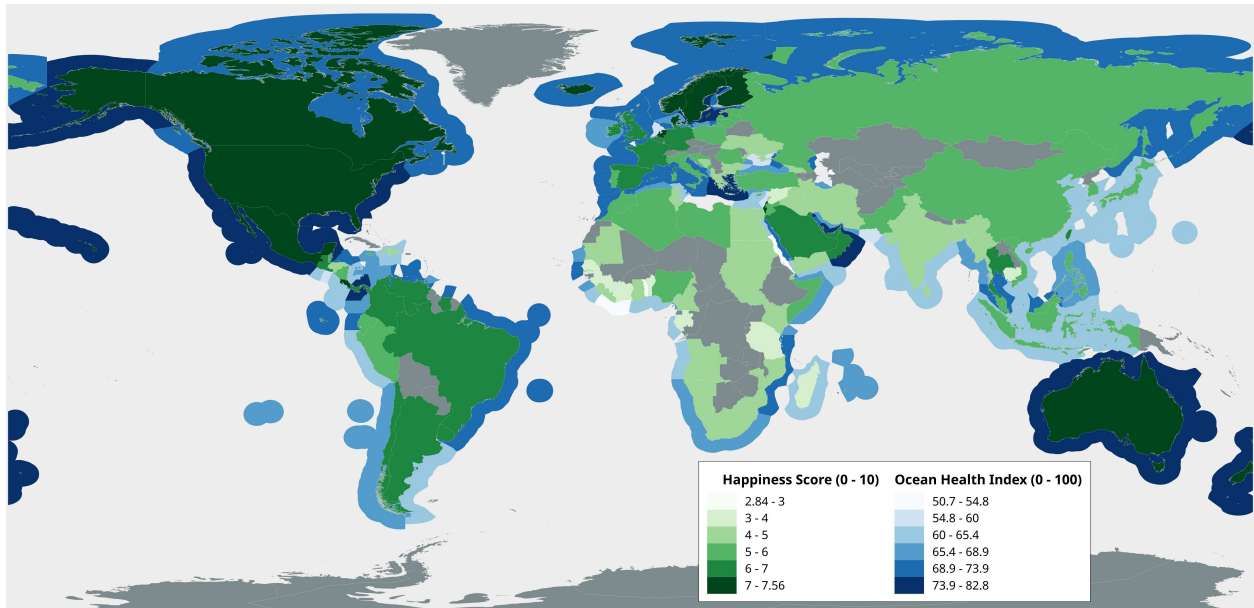 Happiness Score (0 - 10)
2.84 - 3
3 - 4
4 - 5
5 - 6
6 - 7
7 - 7.56
Ocean Health Index (0 - 100)
50.7 - 54.8
54.8 - 60
60 - 65.4
65.4 - 68.9
68.9 - 73.9
73.9 - 82.8